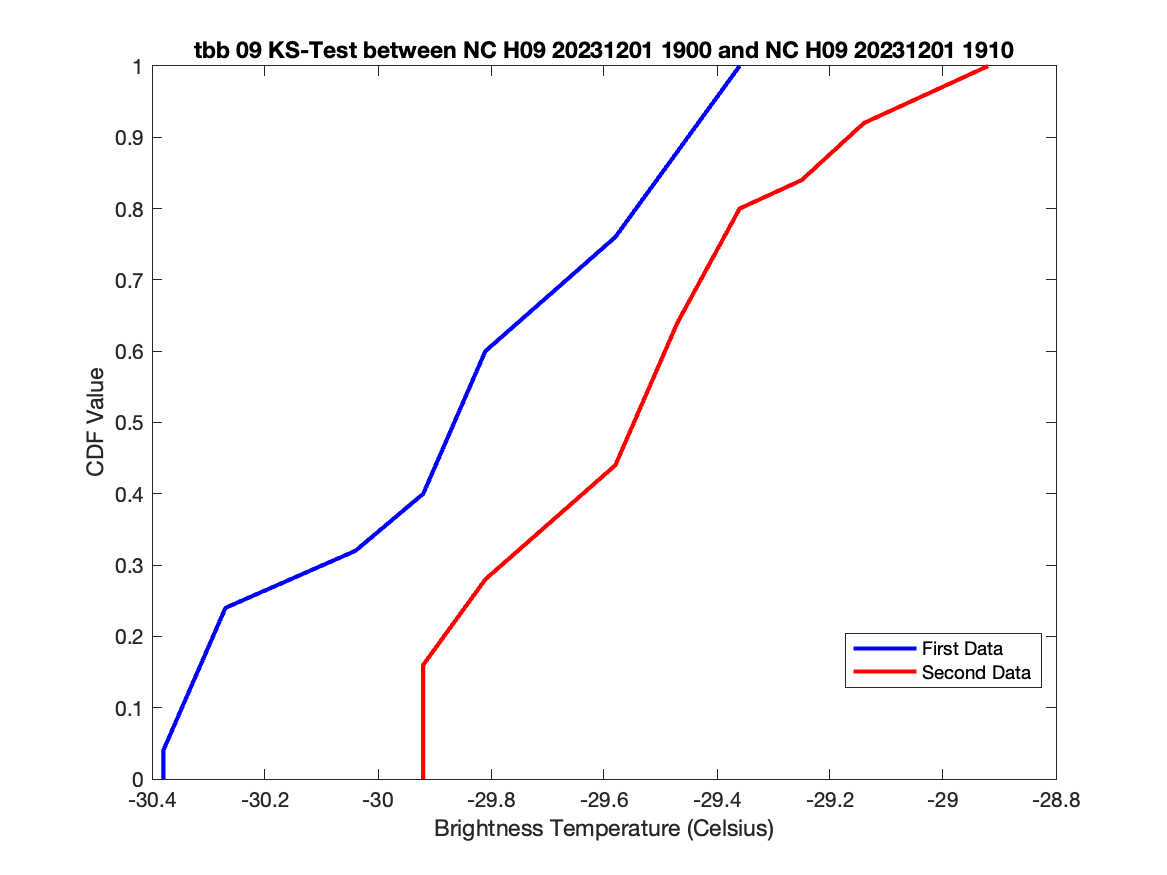 tbb 09 KS-Test between NC H09 20231201 1900 and NC H09 20231201 1910
1
0.9
0.8
0.7
0.6
0.5
0.4
0.3
0.2
0.1
0
CDF Value
First Data
Second Data
-30.4 -30.2 -30 -29.8 -29.6 -29.4 -29.2 -29 -28.8
Brightness Temperature (Celsius)